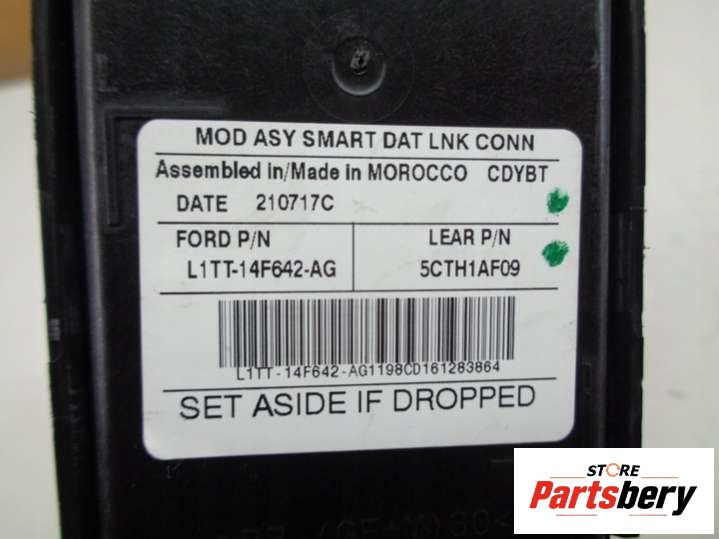 MOD ASY SMART DAT LNK CONN
Assembled in/Made in MOROCCO CDYBT
DATE 210717C
FORD P/N LEAR P/N
L1TT-14F642-AG 5CTH1AF09
L1TT-14F642-AG1198CD161283864
SET ASIDE IF DROPPED
STORE
Partsbery